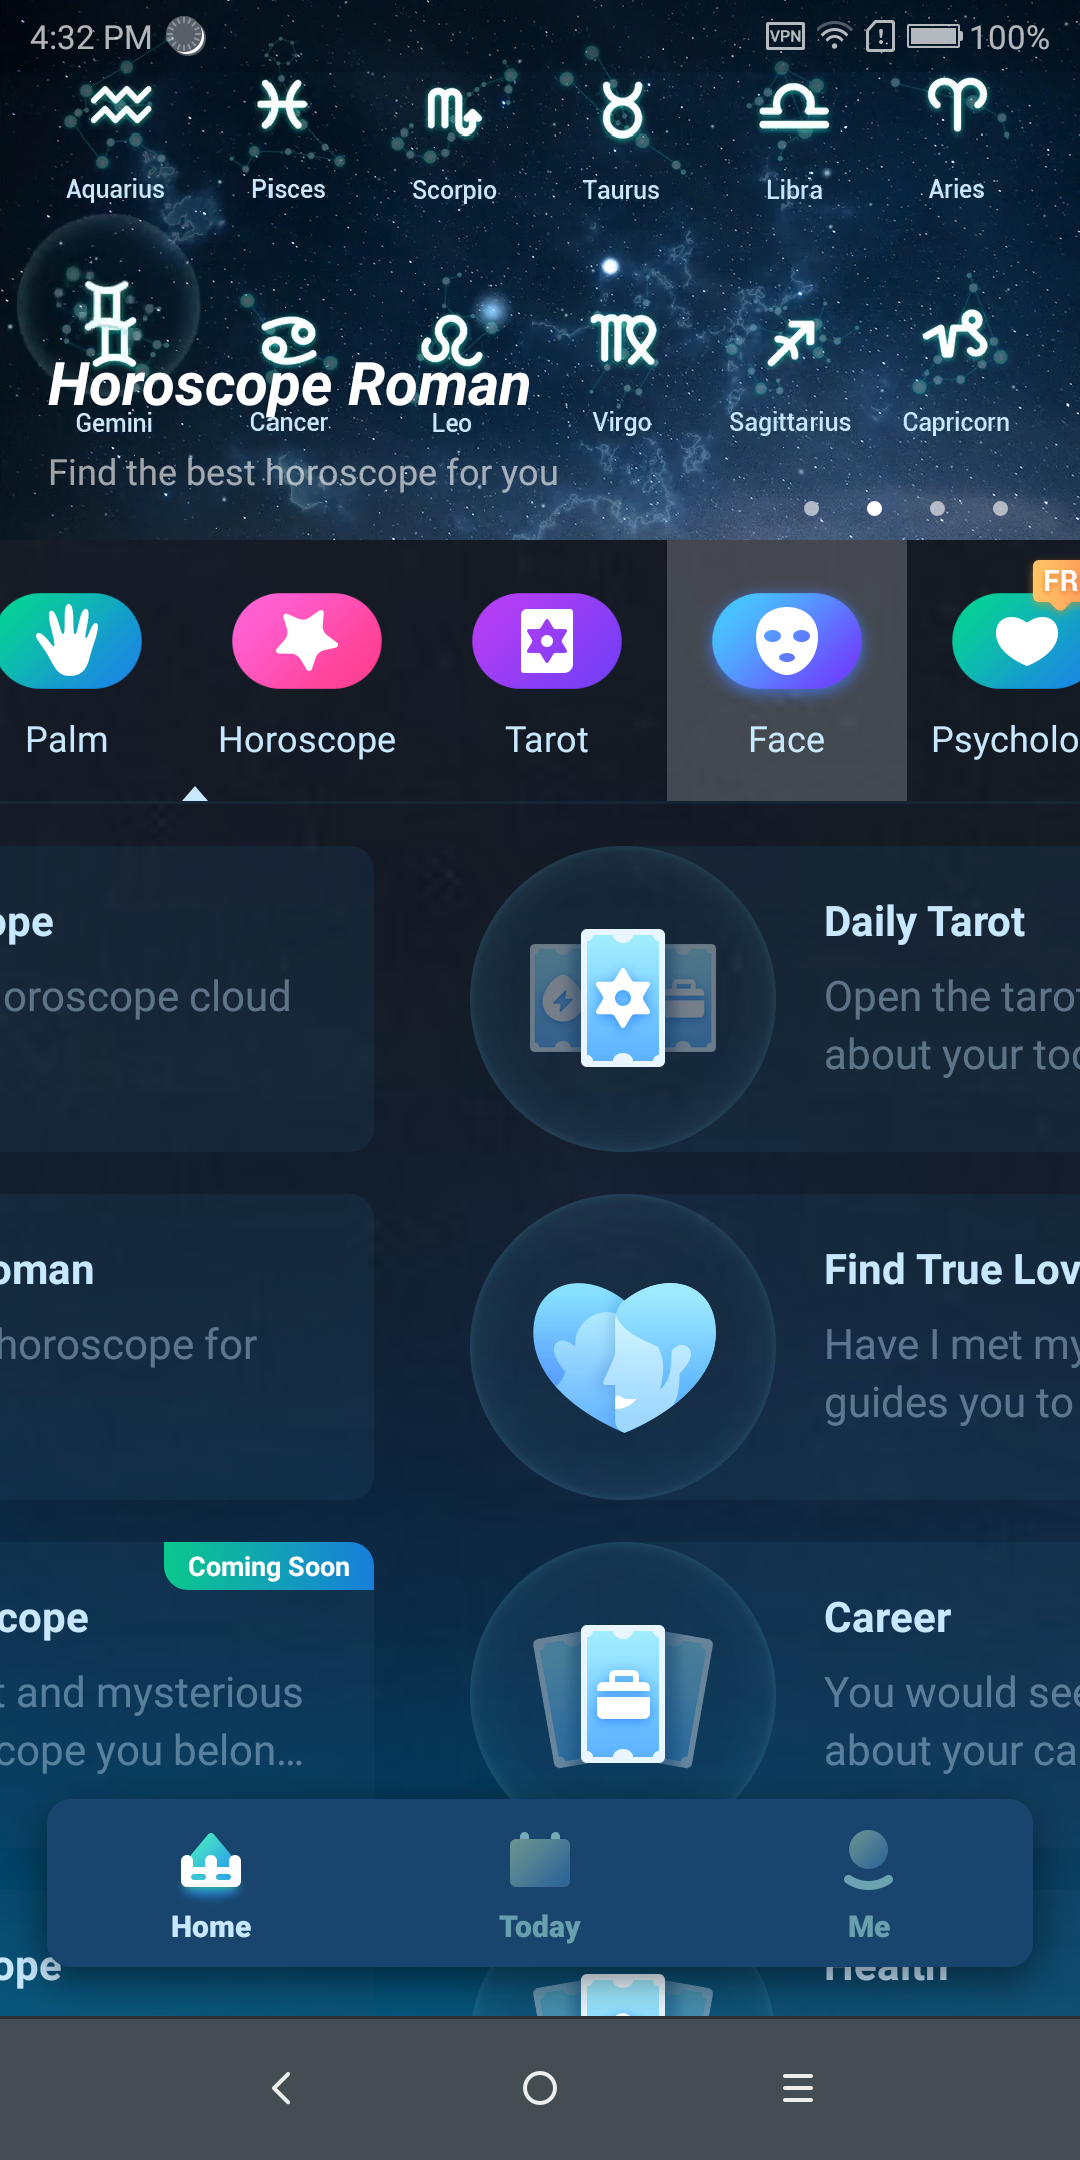 4:32 PM
VPN
100%
Aquarius
Pisces
Scorpio
Taurus
Libra
Aries
Horoscope Roman
Gemini
Cancer
Leo
Virgo
Sagittarius
Capricorn
Find the best horoscope for you
FR
Palm
Horoscope
Tarot
Face
Psycholo
ope
oroscope cloud
Daily Tarot
Open the tarot
about your tod
oman
horoscope for
Find True Lov
Have I met my
guides you to
Coming Soon
cope
t and mysterious
cope you belon...
Career
You would see
about your ca
Home
Today
Me
ope
Health